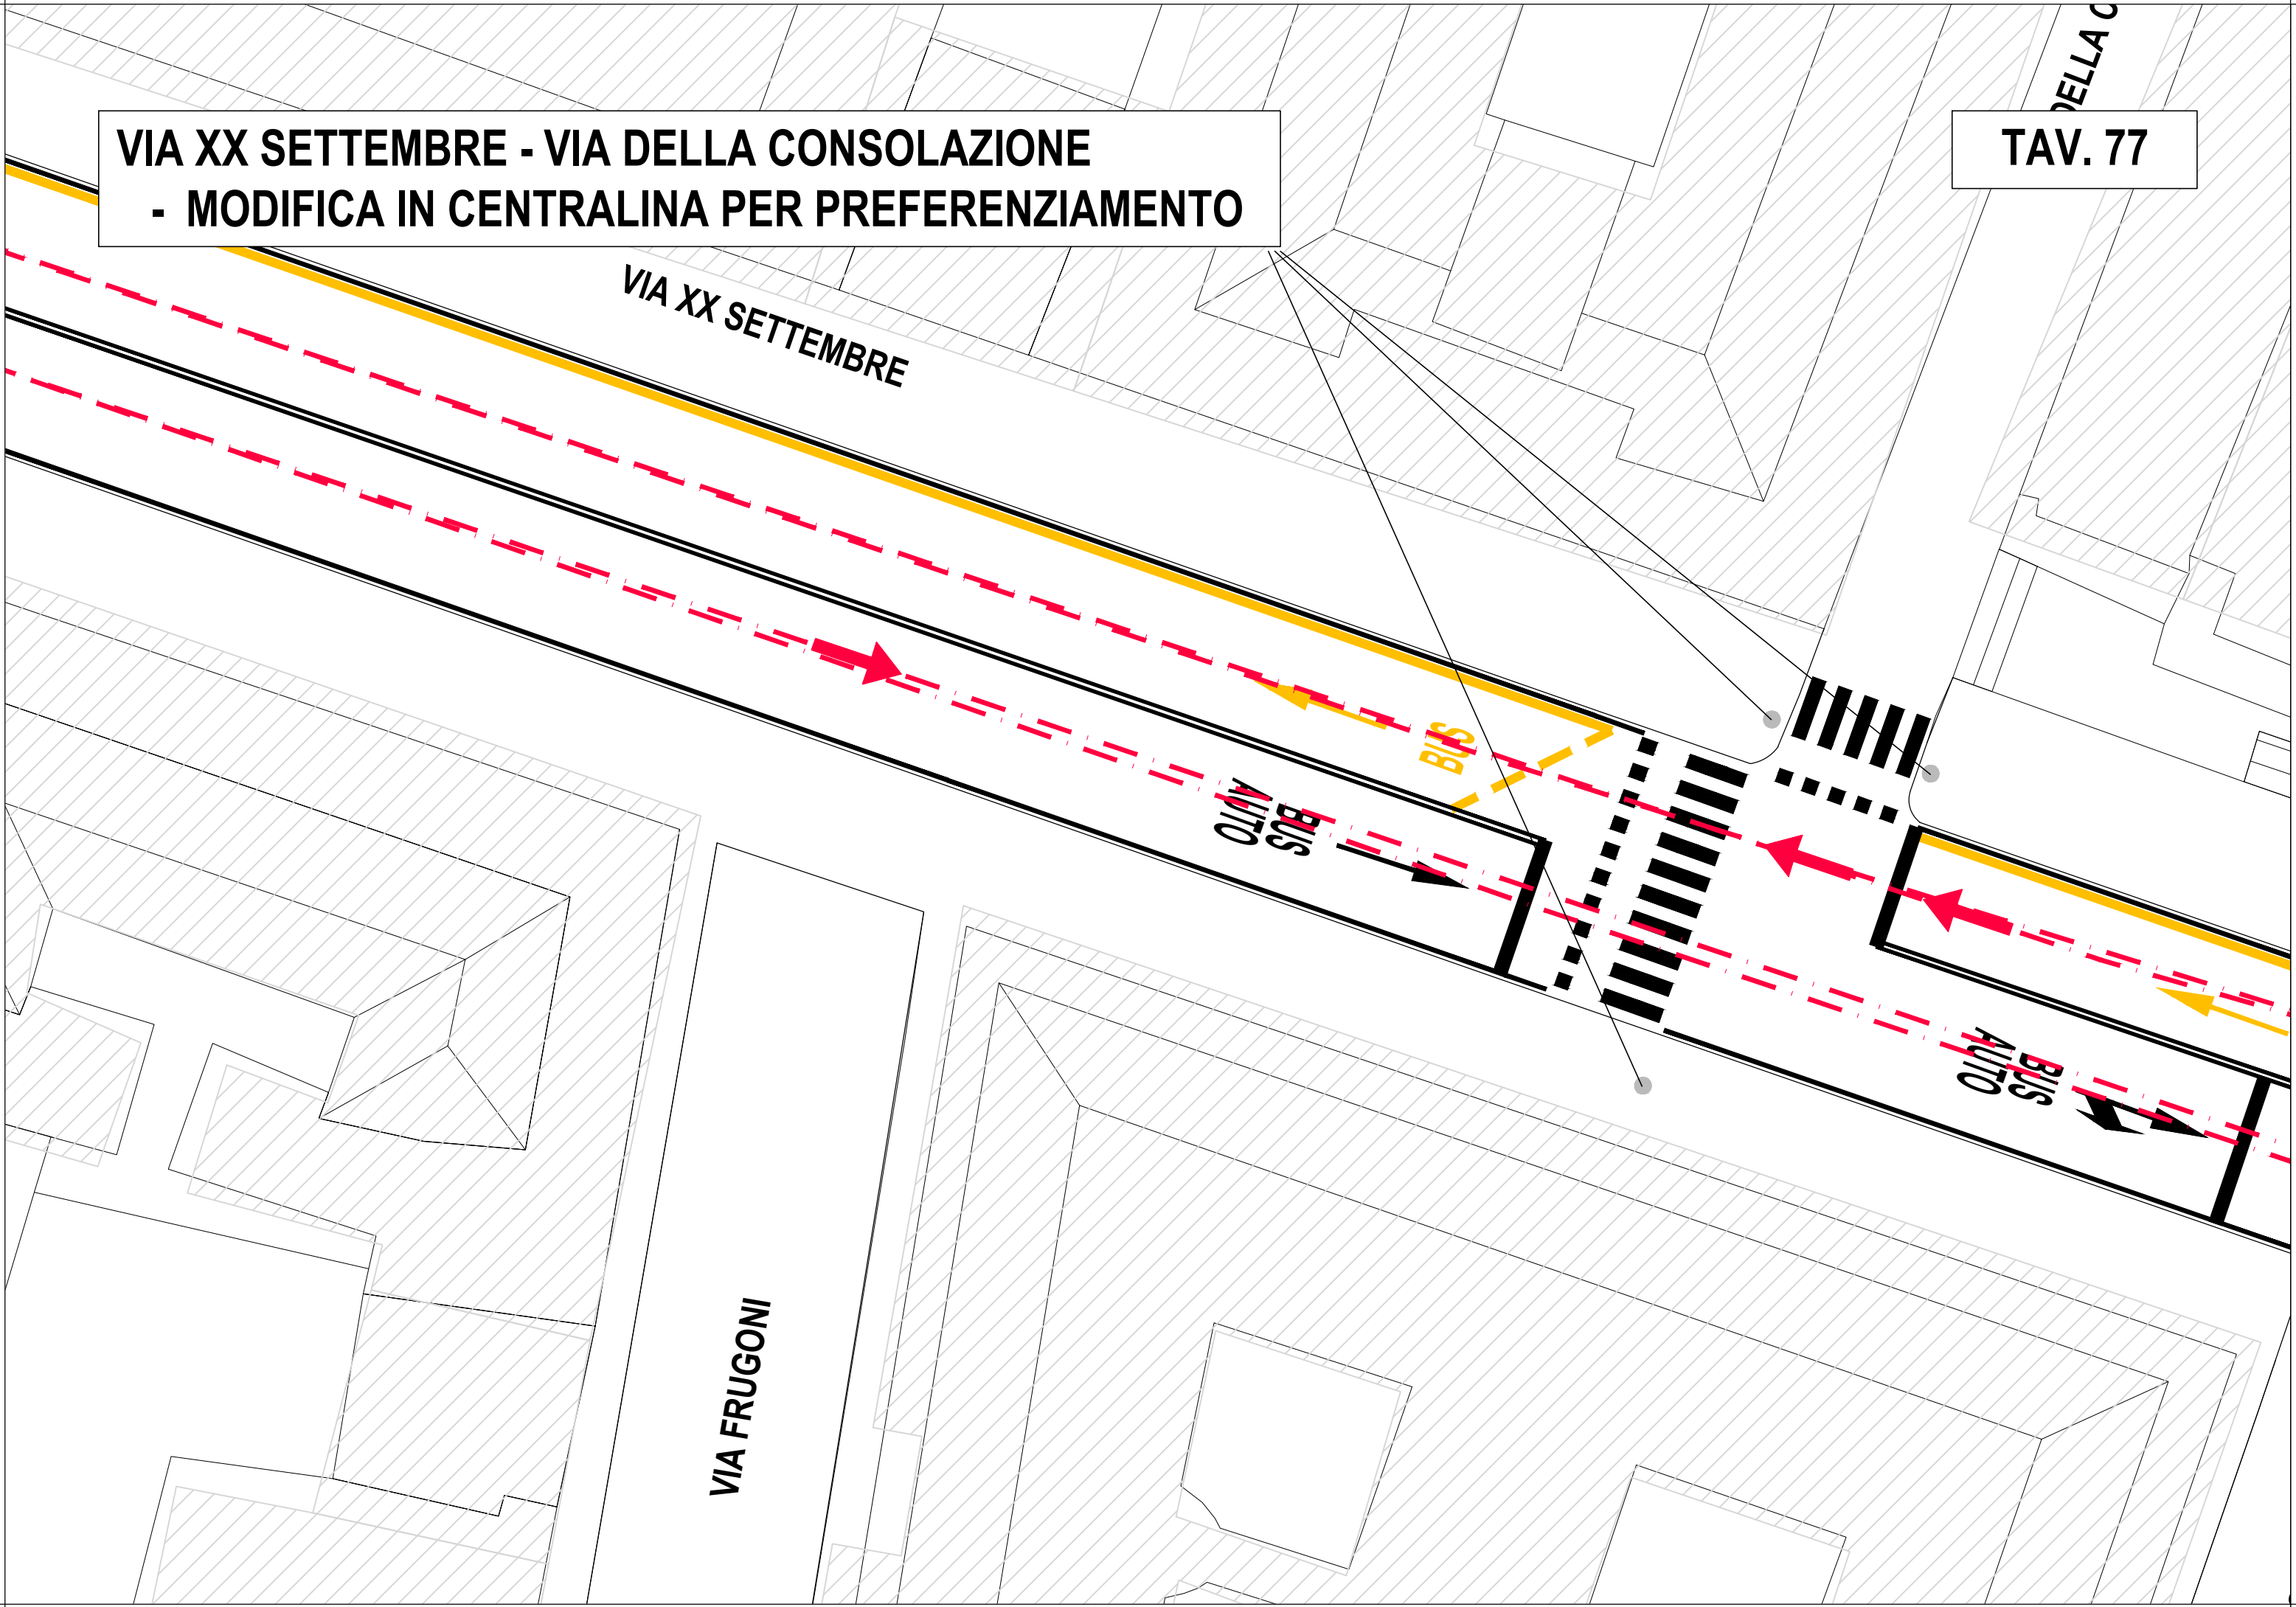 VIA XX SETTEMBRE - VIA DELLA CONSOLAZIONE
- MODIFICA IN CENTRALINA PER PREFERENZIAMENTO
TAV. 77
DELLA C
VIA XX SETTEMBRE
BUS
AUTO
BUS
AUTO
BUS
VIA FRUGONI